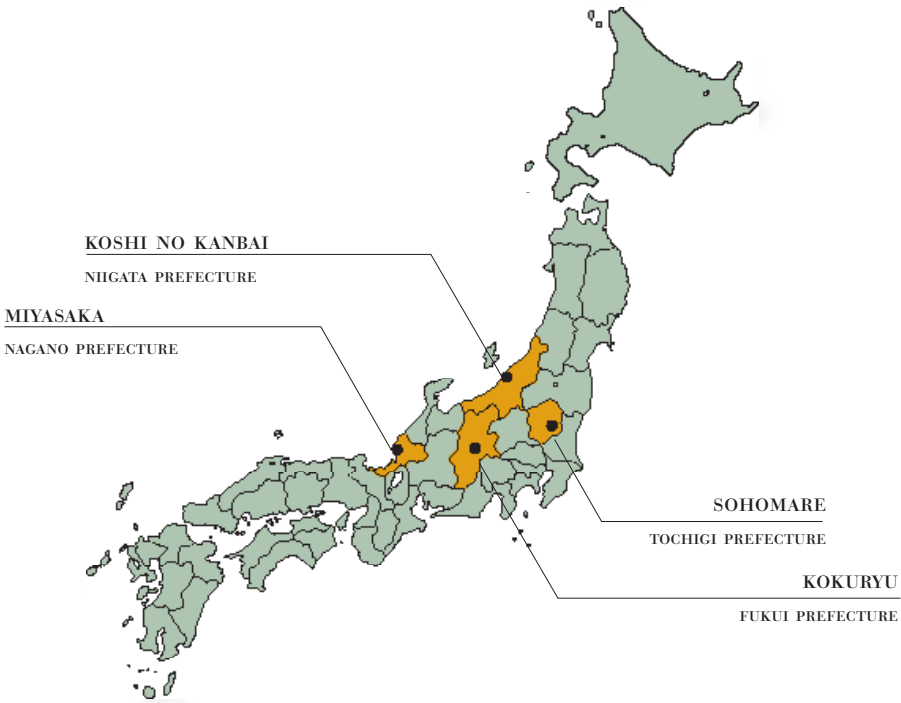 KOSHI NO KANBAI
NIIGATA PREFECTURE
MIYASAKA
NAGANO PREFECTURE
SOHOMARE
TOCHIGI PREFECTURE
KOKURYU
FUKUI PREFECTURE